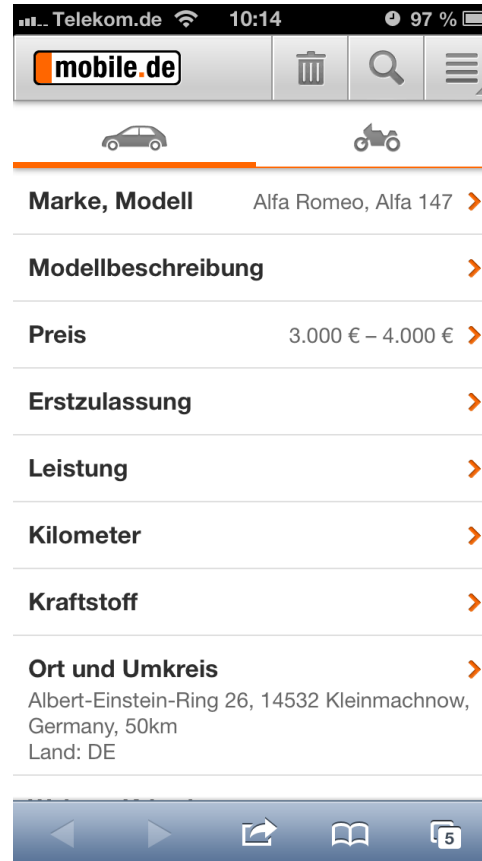 Telekom.de 10:14 97 %
mobile.de
Marke, Modell Alfa Romeo, Alfa 147
Modellbeschreibung
Preis 3.000 € – 4.000 €
Erstzulassung
Leistung
Kilometer
Kraftstoff
Ort und Umkreis
Albert-Einstein-Ring 26, 14532 Kleinmachnow,
Germany, 50km
Land: DE
5